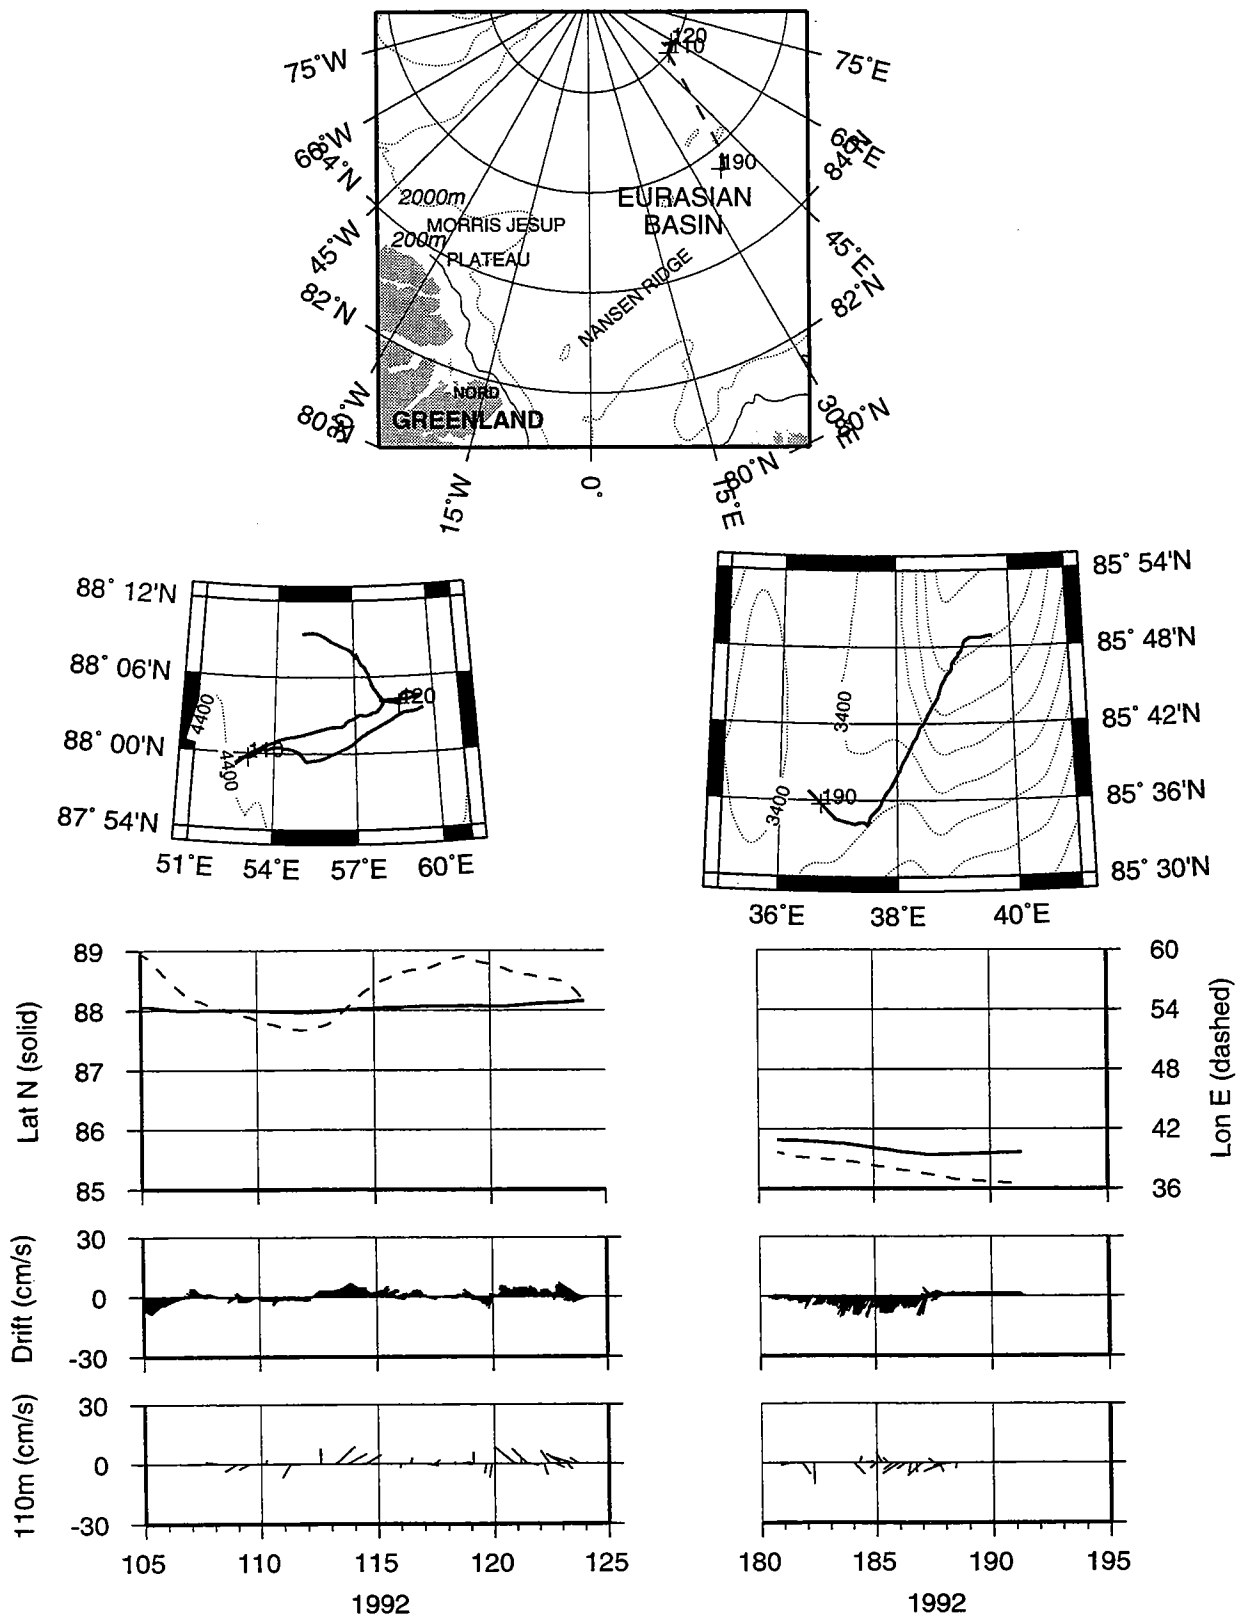 120
110
75°W
75°E
66°W
66°E
84°N
84°N
190
2000m
EURASIAN
BASIN
MORRIS JESUP
200m
PLATEAU
45°W
45°E
NANSEN RIDGE
82°N
82°N
NORD
GREENLAND
30°W
30°E
80°N
80°N
80°N
15°W
0°
15°E
88° 12'N
88° 06'N
88° 00'N
87° 54'N
4400
4400
120
110
51°E 54°E 57°E 60°E
85° 54'N
85° 48'N
85° 42'N
85° 36'N
85° 30'N
3400
3400
190
36°E 38°E 40°E
Lat N (solid)
89
88
87
86
85
60
54
48
42
36
Lon E (dashed)
Drift (cm/s)
30
0
-30
110m (cm/s)
30
0
-30
105 110 115 120 125
1992
180 185 190 195
1992